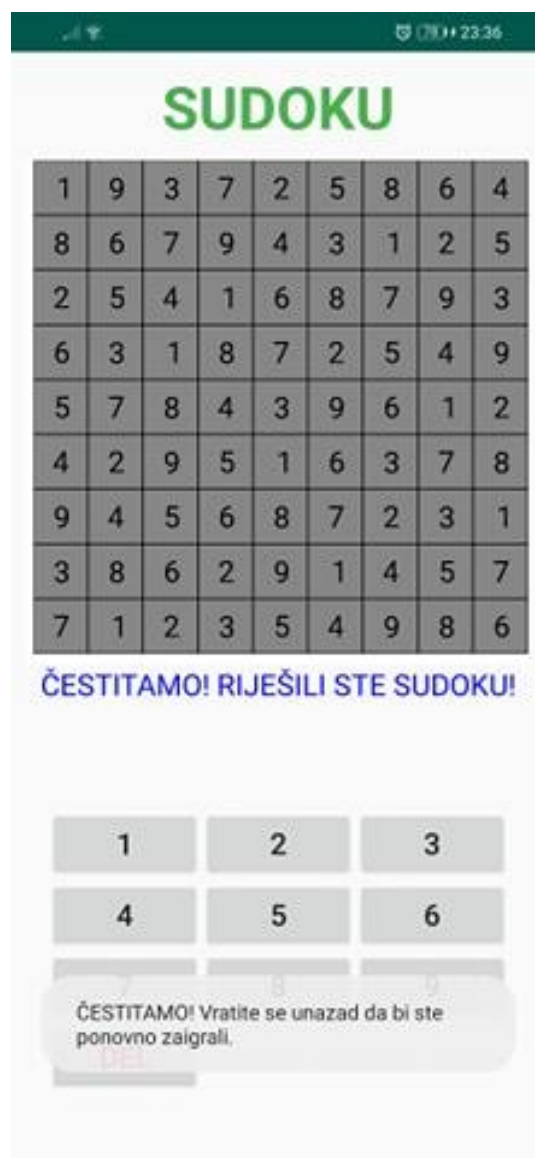 23:36
SUDOKU
1 9 3 7 2 5 8 6 4
8 6 7 9 4 3 1 2 5
2 5 4 1 6 8 7 9 3
6 3 1 8 7 2 5 4 9
5 7 8 4 3 9 6 1 2
4 2 9 5 1 6 3 7 8
9 4 5 6 8 7 2 3 1
3 8 6 2 9 1 4 5 7
7 1 2 3 5 4 9 8 6
ČESTITAMO! RIJEŠILI STE SUDOKU!
1 2 3
4 5 6
7 8 9
ČESTITAMO! Vratite se unazad da bi ste
ponovno zaigrali.
DEL